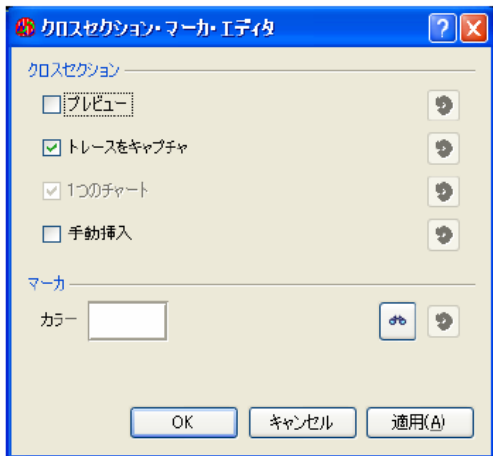 クロスセクション・マーカ・エディタ
クロスセクション
プレビュー
トレースをキャプチャ
1つのチャート
手動挿入
マーカ
カラー
OK キャンセル 適用(A)